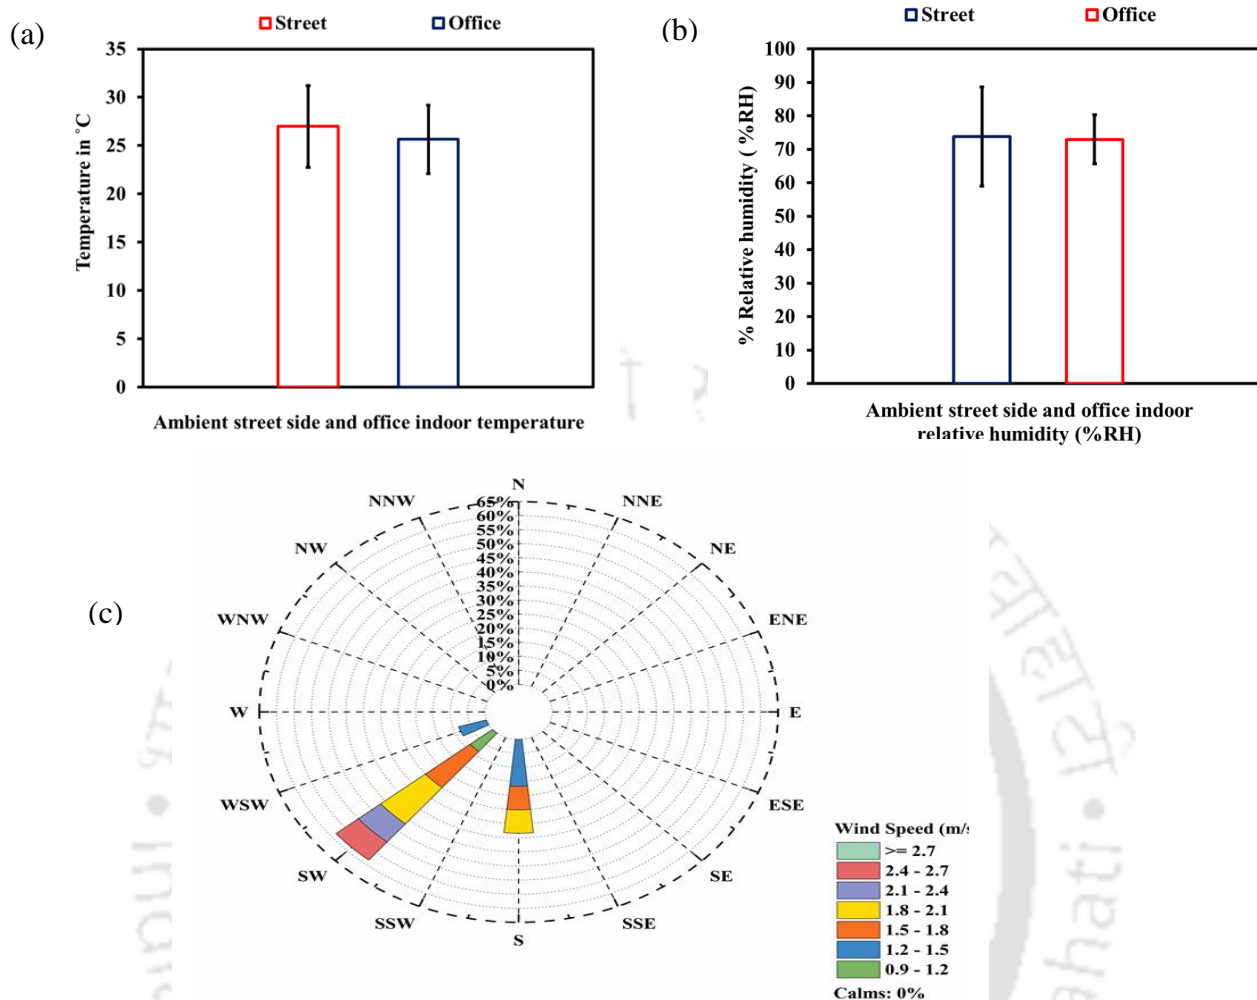 (a)
Street Office
35
30
25
20
15
10
5
0
Temperature in ˚C
Ambient street side and office indoor temperature
(b)
Street Office
100
90
80
70
60
50
40
30
20
10
0
% Relative humidity ( %RH)
Ambient street side and office indoor
relative humidity (%RH)
(c)
N
NNE
NE
ENE
E
ESE
SE
SSE
S
SSW
SW
WSW
W
WNW
NW
NNW
65%
60%
55%
50%
45%
40%
35%
30%
25%
20%
15%
10%
5%
0%
Wind Speed (m/s
>= 2.7
2.4 - 2.7
2.1 - 2.4
1.8 - 2.1
1.5 - 1.8
1.2 - 1.5
0.9 - 1.2
Calms: 0%